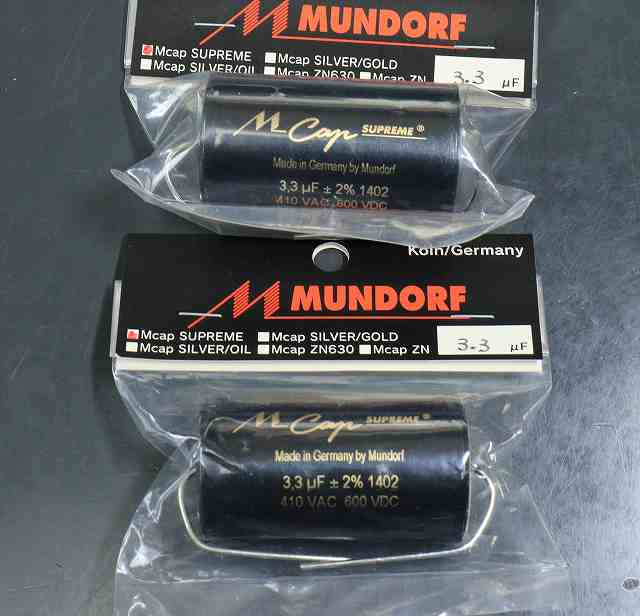 MUNDORF
Mcap SUPREME Mcap SILVER/GOLD
Mcap SILVER/OIL Mcap ZN630 Mcap ZN
3.3 µF
M Cap SUPREME®
Made in Germany by Mundorf
3,3 µF ± 2% 1402
410 VAC 600 VDC
Köln/Germany
MUNDORF
Mcap SUPREME Mcap SILVER/GOLD
Mcap SILVER/OIL Mcap ZN630 Mcap ZN
3.3 µF
M Cap SUPREME®
Made in Germany by Mundorf
3,3 µF ± 2% 1402
410 VAC 600 VDC